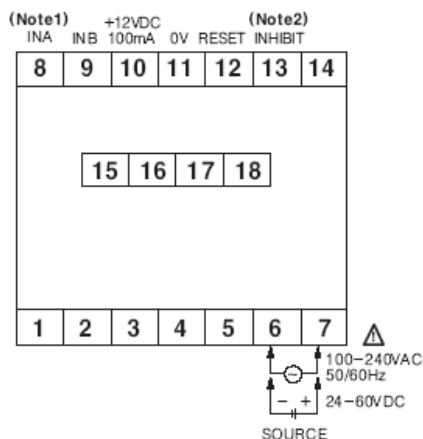 (Note1) +12VDC (Note2)
INA INB 100mA 0V RESET INHIBIT
8 9 10 11 12 13 14
15 16 17 18
1 2 3 4 5 6 7
100-240VAC
50/60Hz
- + 24-60VDC
SOURCE